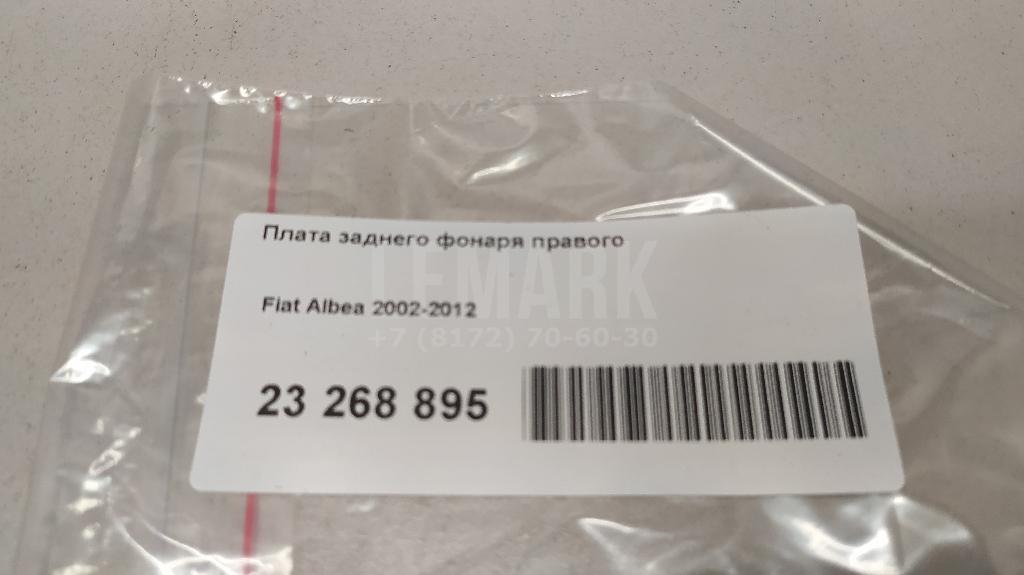 Плата заднего фонаря правого
LEMARK
Fiat Albea 2002-2012
+7 (8172) 70-60-30
23 268 895